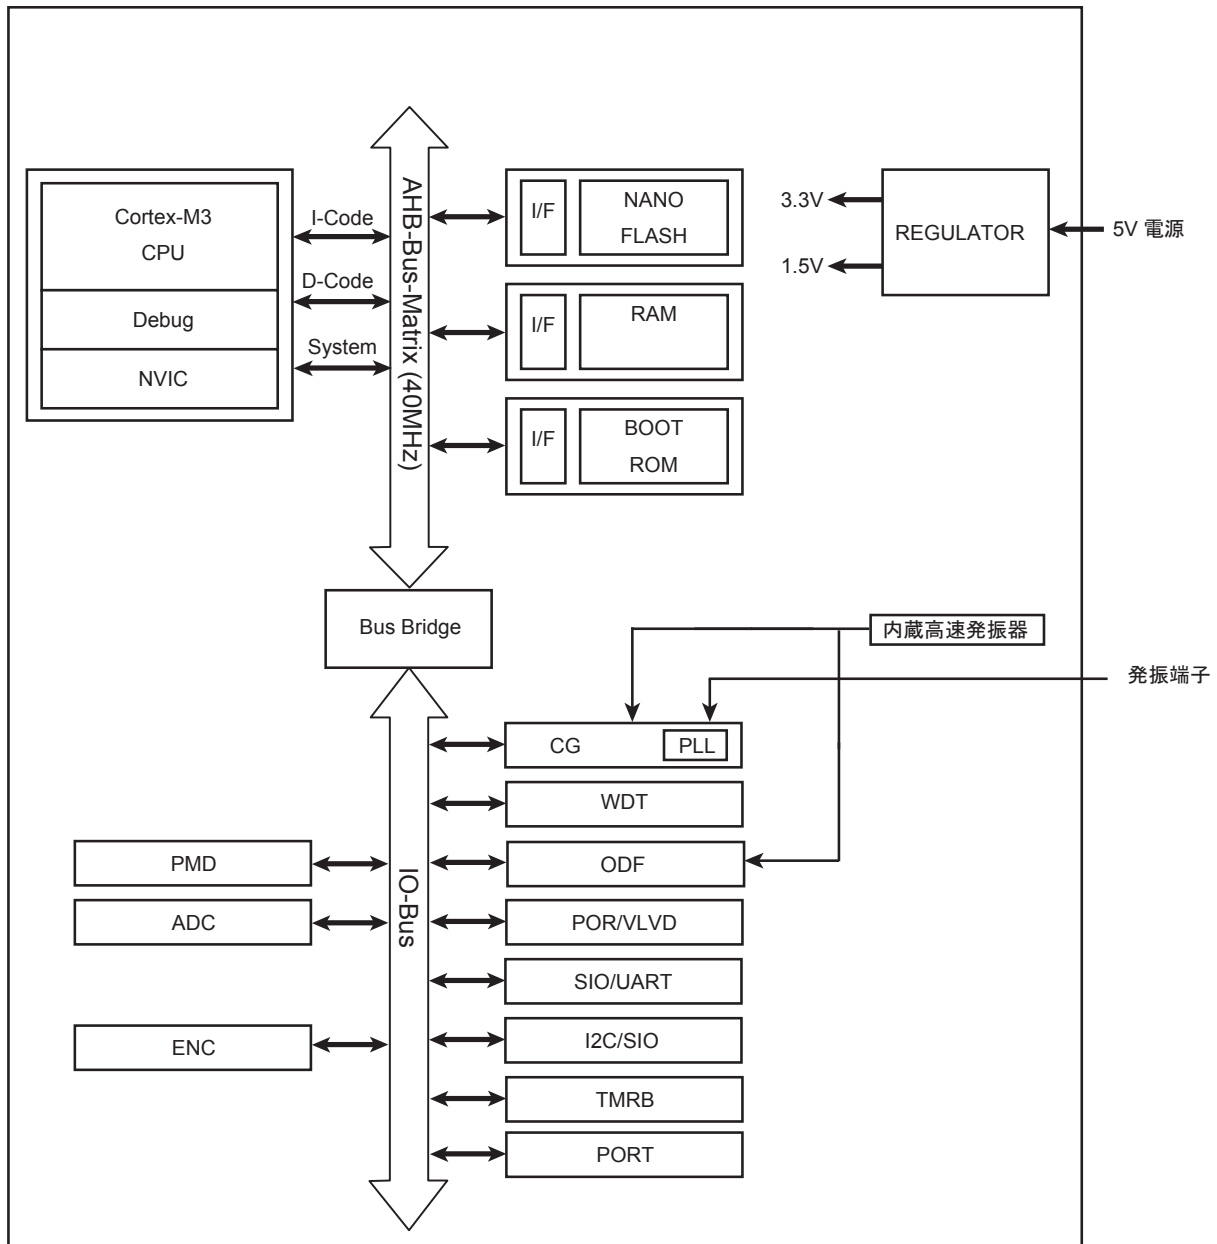 Cortex-M3
CPU
Debug
NVIC
I-Code
D-Code
System
AHB-Bus-Matrix (40MHz)
I/F
NANO
FLASH
I/F
RAM
I/F
BOOT
ROM
3.3V
1.5V
REGULATOR
5V 電源
Bus Bridge
内蔵高速発振器
発振端子
CG
PLL
WDT
ODF
POR/VLVD
SIO/UART
I2C/SIO
TMRB
PORT
IO-Bus
PMD
ADC
ENC